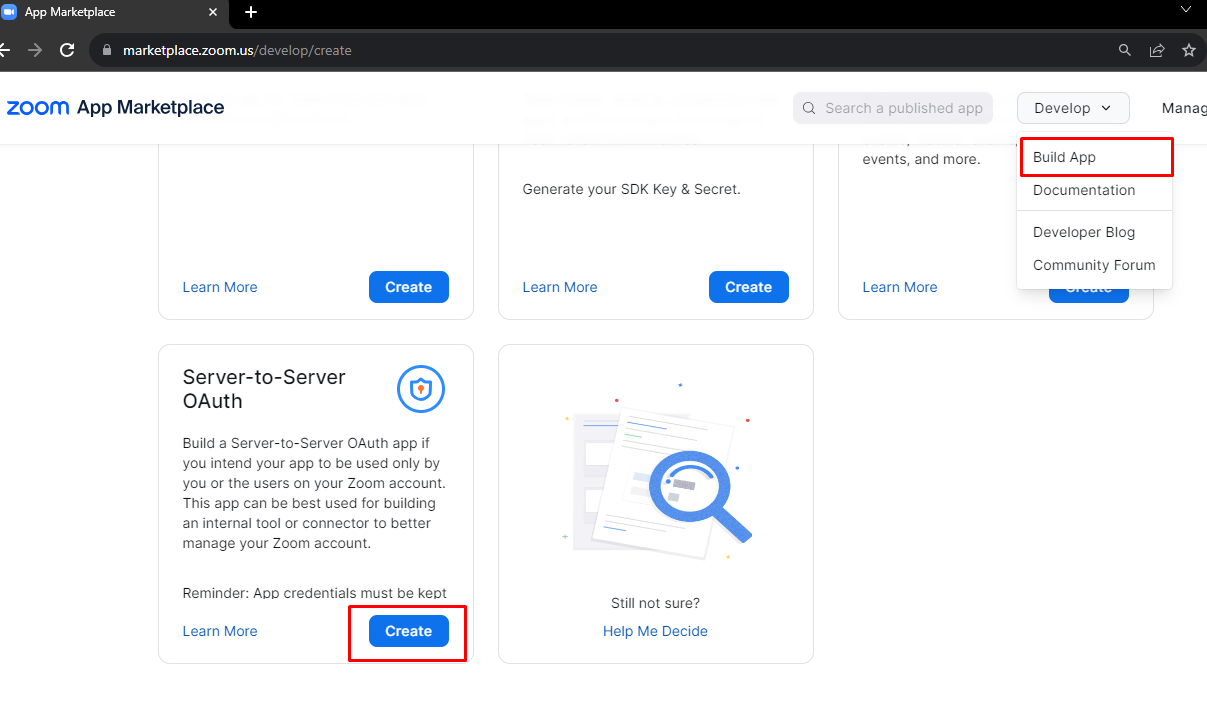 App Marketplace
marketplace.zoom.us/develop/create
zoom App Marketplace
Search a published app
Develop
Manag
Build App
Documentation
Developer Blog
Community Forum
events, and more.
Generate your SDK Key & Secret.
Learn More
Create
Learn More
Create
Learn More
Create
Server-to-Server
OAuth
Build a Server-to-Server OAuth app if
you intend your app to be used only by
you or the users on your Zoom account.
This app can be best used for building
an internal tool or connector to better
manage your Zoom account.
Reminder: App credentials must be kept
Learn More
Create
Still not sure?
Help Me Decide